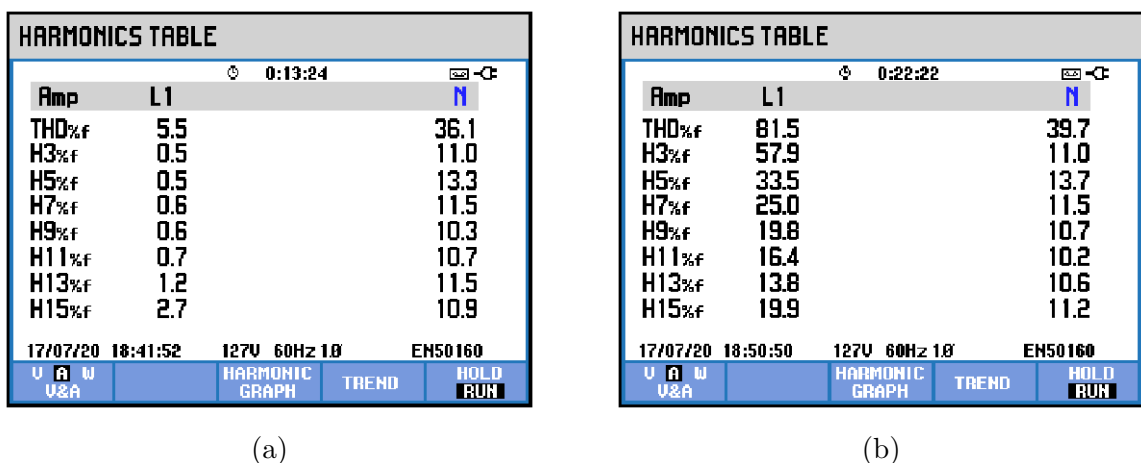 HARMONICS TABLE
0:13:24
Amp L1 N
THD%f 5.5 36.1
H3%f 0.5 11.0
H5%f 0.5 13.3
H7%f 0.6 11.5
H9%f 0.6 10.3
H11%f 0.7 10.7
H13%f 1.2 11.5
H15%f 2.7 10.9
17/07/20 18:41:52 127V 60Hz 1Ø EN50160
V A W HARMONIC TREND HOLD
V&A GRAPH RUN
(a)
HARMONICS TABLE
0:22:22
Amp L1 N
THD%f 81.5 39.7
H3%f 57.9 11.0
H5%f 33.5 13.7
H7%f 25.0 11.5
H9%f 19.8 10.7
H11%f 16.4 10.2
H13%f 13.8 10.6
H15%f 19.9 11.2
17/07/20 18:50:50 127V 60Hz 1Ø EN50160
V A W HARMONIC TREND HOLD
V&A GRAPH RUN
(b)